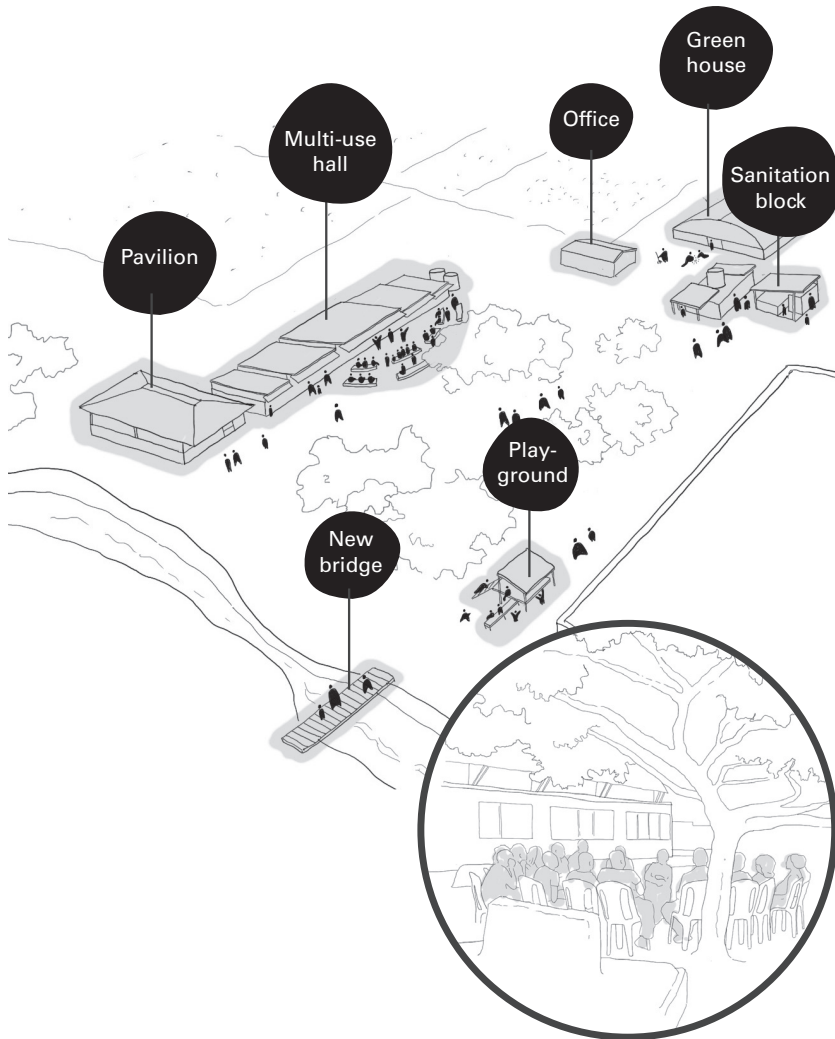 Green
house
Office
Multi-use
hall
Sanitation
block
Pavilion
Play-
ground
New
bridge